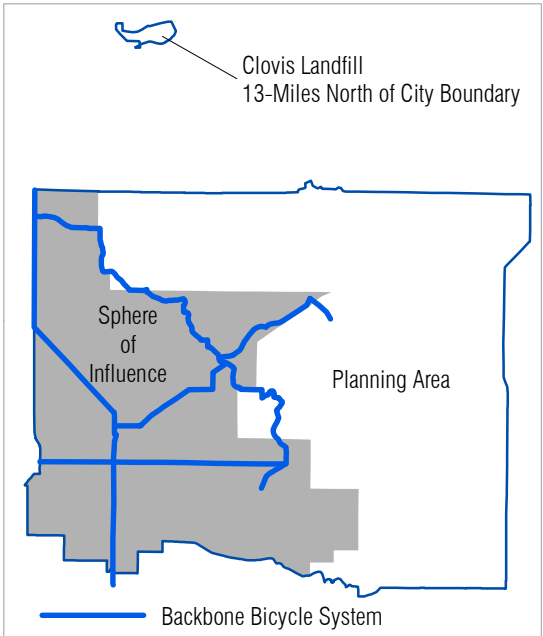 Clovis Landfill
13-Miles North of City Boundary
Sphere
of
Influence
Planning Area
Backbone Bicycle System